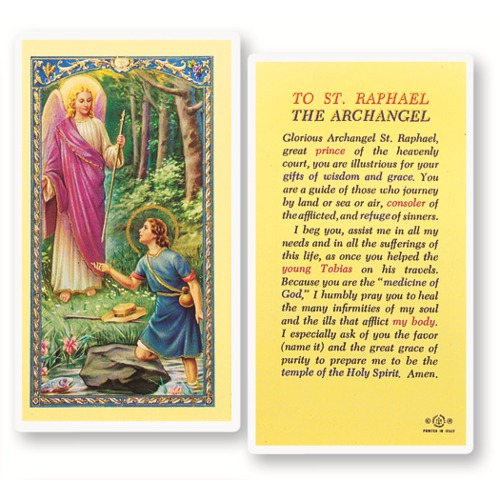 TO ST. RAPHAEL
THE ARCHANGEL
Glorious Archangel St. Raphael,
great prince of the heavenly
court, you are illustrious for your
gifts of wisdom and grace. You
are a guide of those who journey
by land or sea or air, consoler of
the afflicted, and refuge of sinners.
I beg you, assist me in all my
needs and in all the sufferings of
this life, as once you helped the
young Tobias on his travels.
Because you are the “medicine of
God,” I humbly pray you to heal
the many infirmities of my soul
and the ills that afflict my body.
I especially ask of you the favor
(name it) and the great grace of
purity to prepare me to be the
temple of the Holy Spirit. Amen.
PRINTED IN ITALY